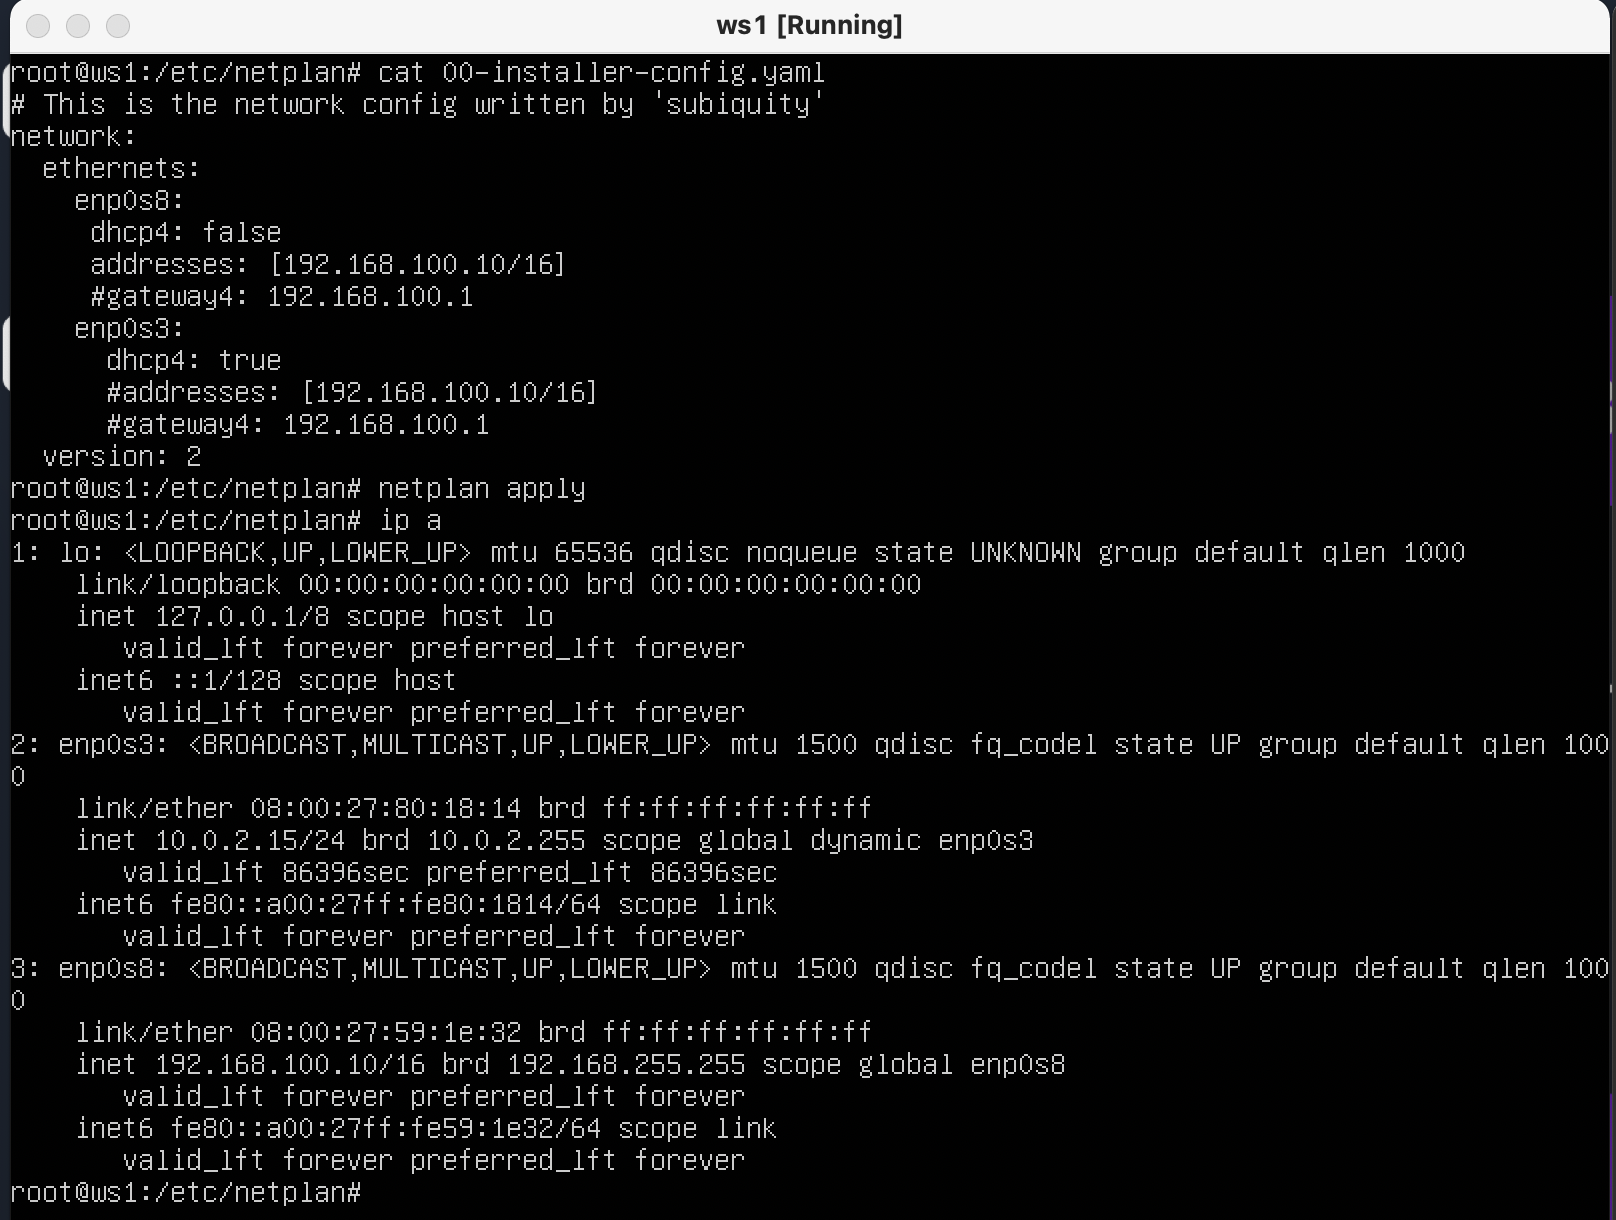 ws1 [Running]
root@ws1:/etc/netplan# cat 00-installer-config.yaml
# This is the network config written by 'subiquity'
network:
  ethernets:
    enp0s8:
     dhcp4: false
     addresses: [192.168.100.10/16]
     #gateway4: 192.168.100.1
    enp0s3:
      dhcp4: true
      #addresses: [192.168.100.10/16]
      #gateway4: 192.168.100.1
  version: 2
root@ws1:/etc/netplan# netplan apply
root@ws1:/etc/netplan# ip a
1: lo: <LOOPBACK,UP,LOWER_UP> mtu 65536 qdisc noqueue state UNKNOWN group default qlen 1000
    link/loopback 00:00:00:00:00:00 brd 00:00:00:00:00:00
    inet 127.0.0.1/8 scope host lo
       valid_lft forever preferred_lft forever
    inet6 ::1/128 scope host
       valid_lft forever preferred_lft forever
2: enp0s3: <BROADCAST,MULTICAST,UP,LOWER_UP> mtu 1500 qdisc fq_codel state UP group default qlen 100
0
    link/ether 08:00:27:80:18:14 brd ff:ff:ff:ff:ff:ff
    inet 10.0.2.15/24 brd 10.0.2.255 scope global dynamic enp0s3
       valid_lft 86396sec preferred_lft 86396sec
    inet6 fe80::a00:27ff:fe80:1814/64 scope link
       valid_lft forever preferred_lft forever
3: enp0s8: <BROADCAST,MULTICAST,UP,LOWER_UP> mtu 1500 qdisc fq_codel state UP group default qlen 100
0
    link/ether 08:00:27:59:1e:32 brd ff:ff:ff:ff:ff:ff
    inet 192.168.100.10/16 brd 192.168.255.255 scope global enp0s8
       valid_lft forever preferred_lft forever
    inet6 fe80::a00:27ff:fe59:1e32/64 scope link
       valid_lft forever preferred_lft forever
root@ws1:/etc/netplan#